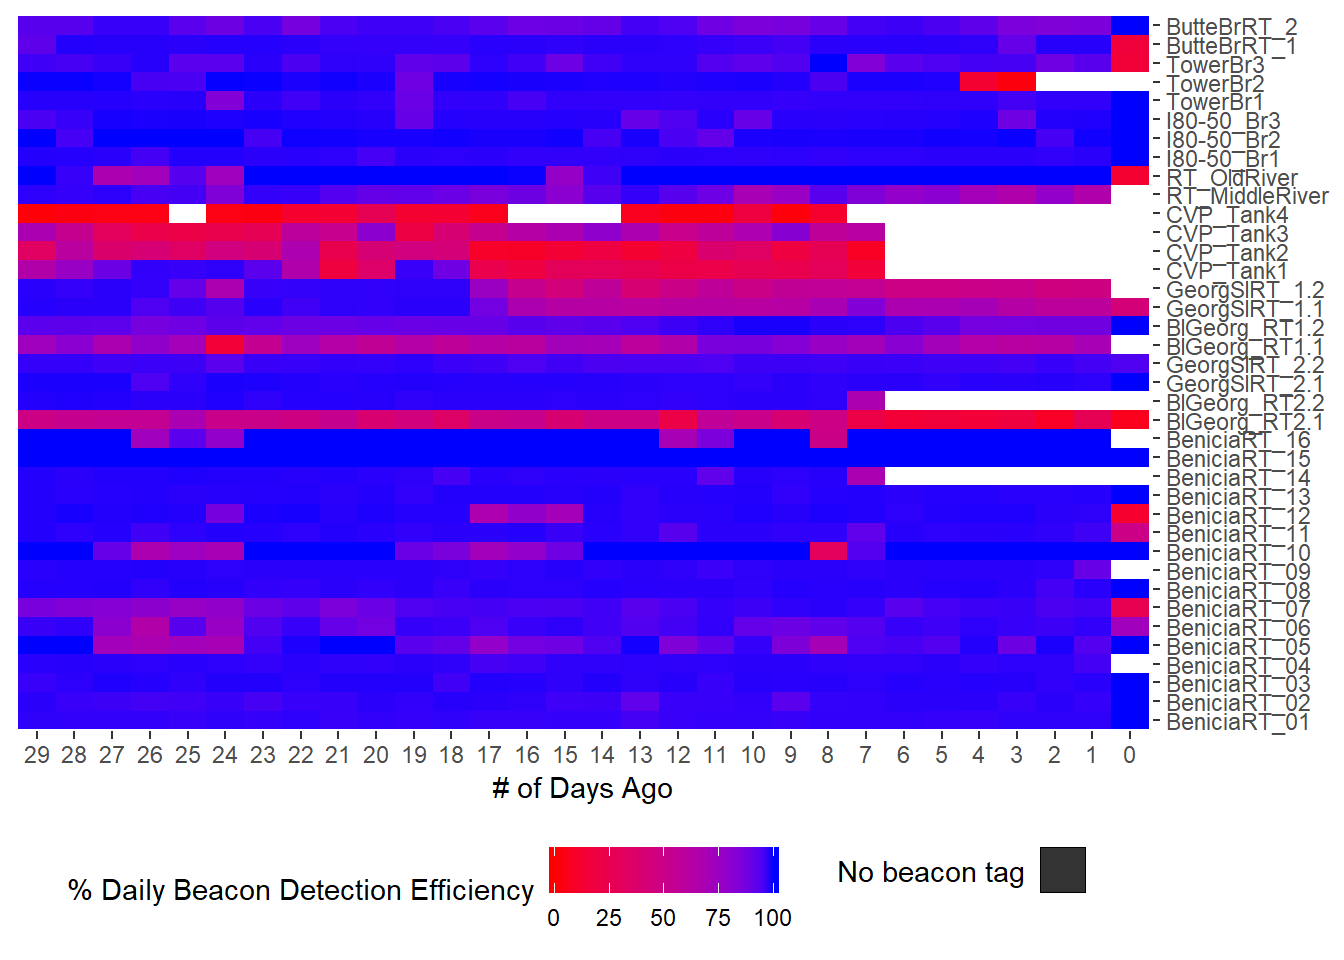 ButteBrRT_2
ButteBrRT_1
TowerBr3
TowerBr2
TowerBr1
I80-50_Br3
I80-50_Br2
I80-50_Br1
RT_OldRiver
RT_MiddleRiver
CVP_Tank4
CVP_Tank3
CVP_Tank2
CVP_Tank1
GeorgSlRT_1.2
GeorgSlRT_1.1
BlGeorg_RT1.2
BlGeorg_RT1.1
GeorgSlRT_2.2
GeorgSlRT_2.1
BlGeorg_RT2.2
BlGeorg_RT2.1
BeniciaRT_16
BeniciaRT_15
BeniciaRT_14
BeniciaRT_13
BeniciaRT_12
BeniciaRT_11
BeniciaRT_10
BeniciaRT_09
BeniciaRT_08
BeniciaRT_07
BeniciaRT_06
BeniciaRT_05
BeniciaRT_04
BeniciaRT_03
BeniciaRT_02
BeniciaRT_01
29 28 27 26 25 24 23 22 21 20 19 18 17 16 15 14 13 12 11 10 9 8 7 6 5 4 3 2 1 0
# of Days Ago
% Daily Beacon Detection Efficiency
0 25 50 75 100
No beacon tag